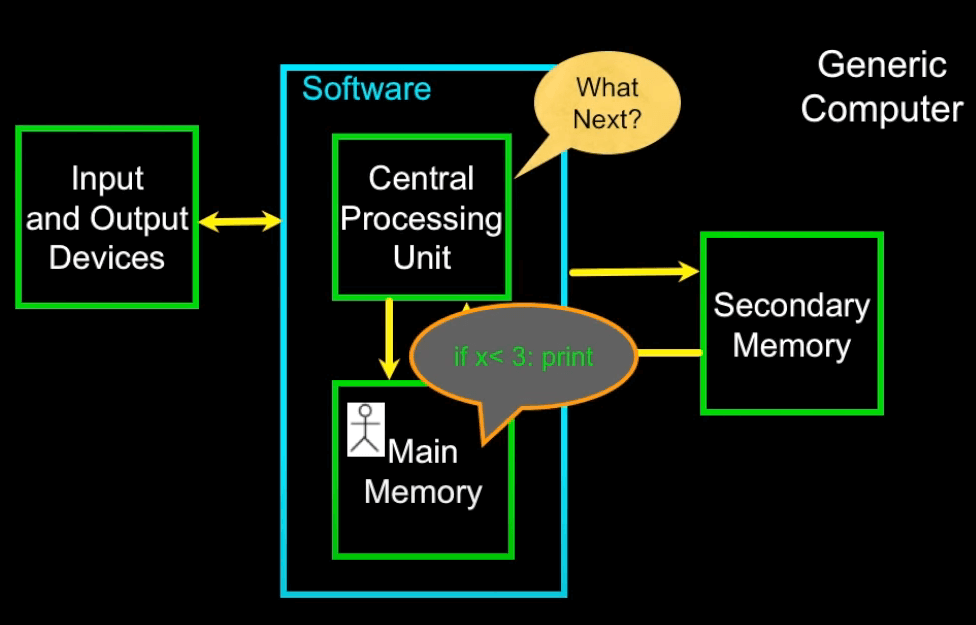 Generic
Computer
Software
What
Next?
Input
and Output
Devices
Central
Processing
Unit
Secondary
Memory
if x< 3: print
Main
Memory